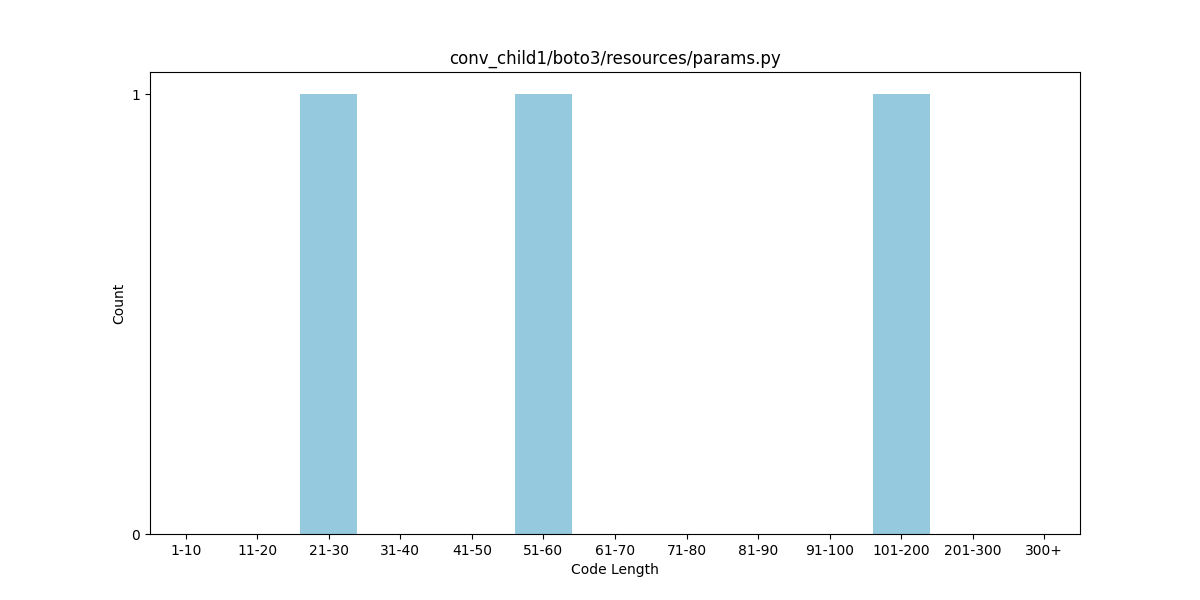 conv_child1/boto3/resources/params.py
1
Count
0
1-10 11-20 21-30 31-40 41-50 51-60 61-70 71-80 81-90 91-100 101-200 201-300 300+
Code Length